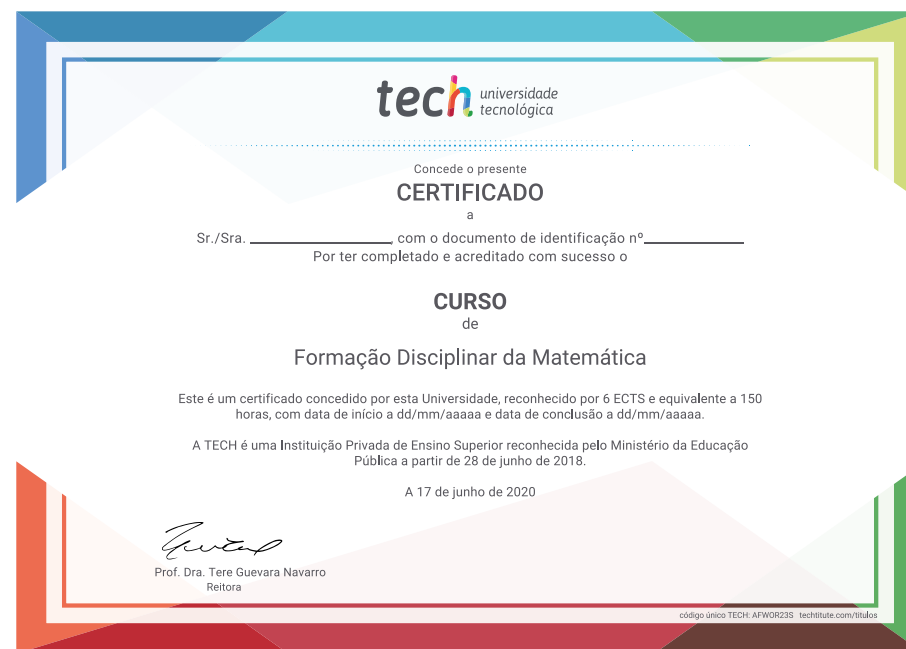 tech universidade
tecnológica
Concede o presente
CERTIFICADO
a
Sr./Sra. ____________________, com o documento de identificação nº______________
Por ter completado e acreditado com sucesso o
CURSO
de
Formação Disciplinar da Matemática
Este é um certificado concedido por esta Universidade, reconhecido por 6 ECTS e equivalente a 150
horas, com data de início a dd/mm/aaaaa e data de conclusão a dd/mm/aaaaa.
A TECH é uma Instituição Privada de Ensino Superior reconhecida pelo Ministério da Educação
Pública a partir de 28 de junho de 2018.
A 17 de junho de 2020
Prof. Dra. Tere Guevara Navarro
Reitora
código único TECH: AFWOR23S techtitute.com/titulos